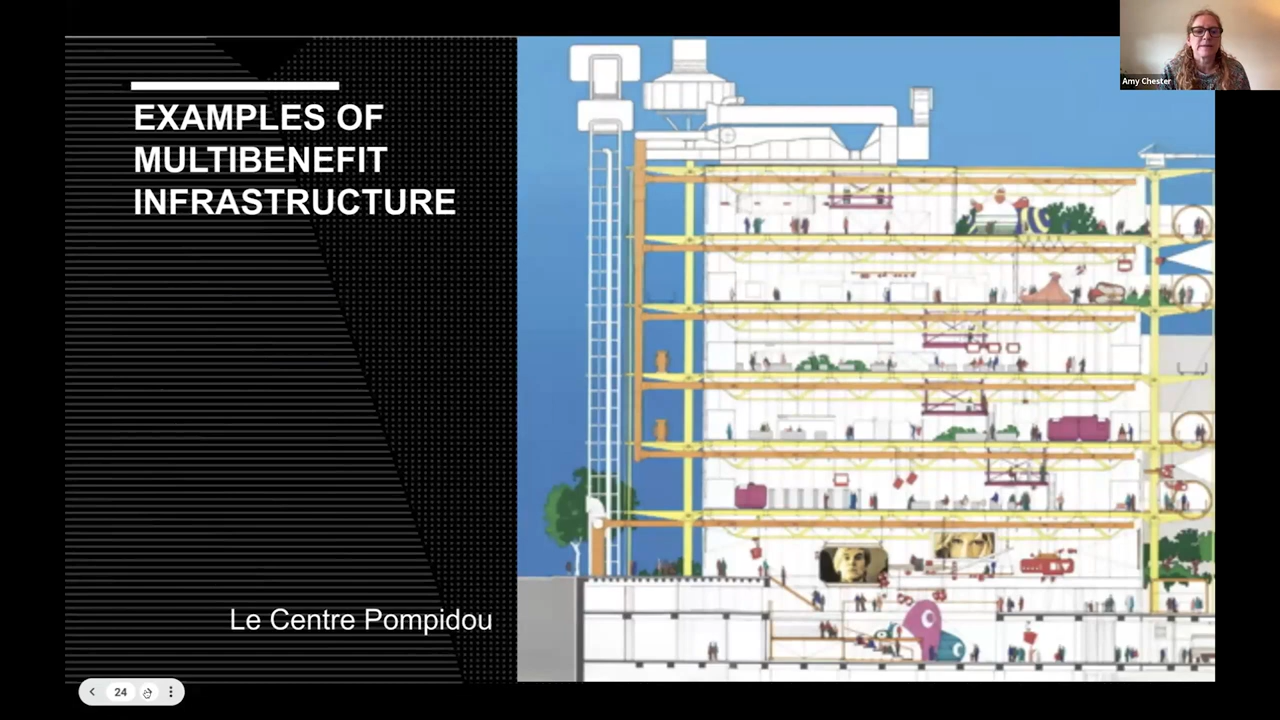 Amy Chester
EXAMPLES OF
MULTIBENEFIT
INFRASTRUCTURE
Le Centre Pompidou
24